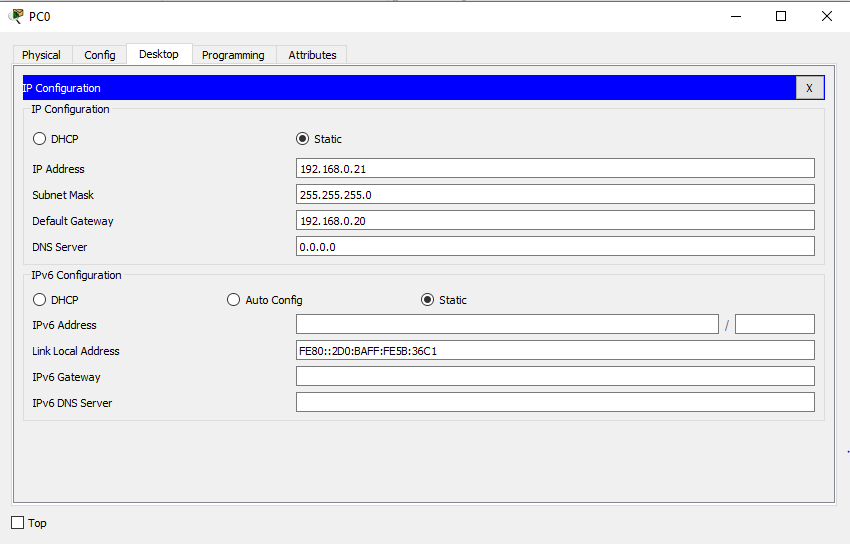 PC0
Physical Config Desktop Programming Attributes
IP Configuration X
IP Configuration
DHCP Static
IP Address 192.168.0.21
Subnet Mask 255.255.255.0
Default Gateway 192.168.0.20
DNS Server 0.0.0.0
IPv6 Configuration
DHCP Auto Config Static
IPv6 Address /
Link Local Address FE80::2D0:BAFF:FE5B:36C1
IPv6 Gateway
IPv6 DNS Server
Top